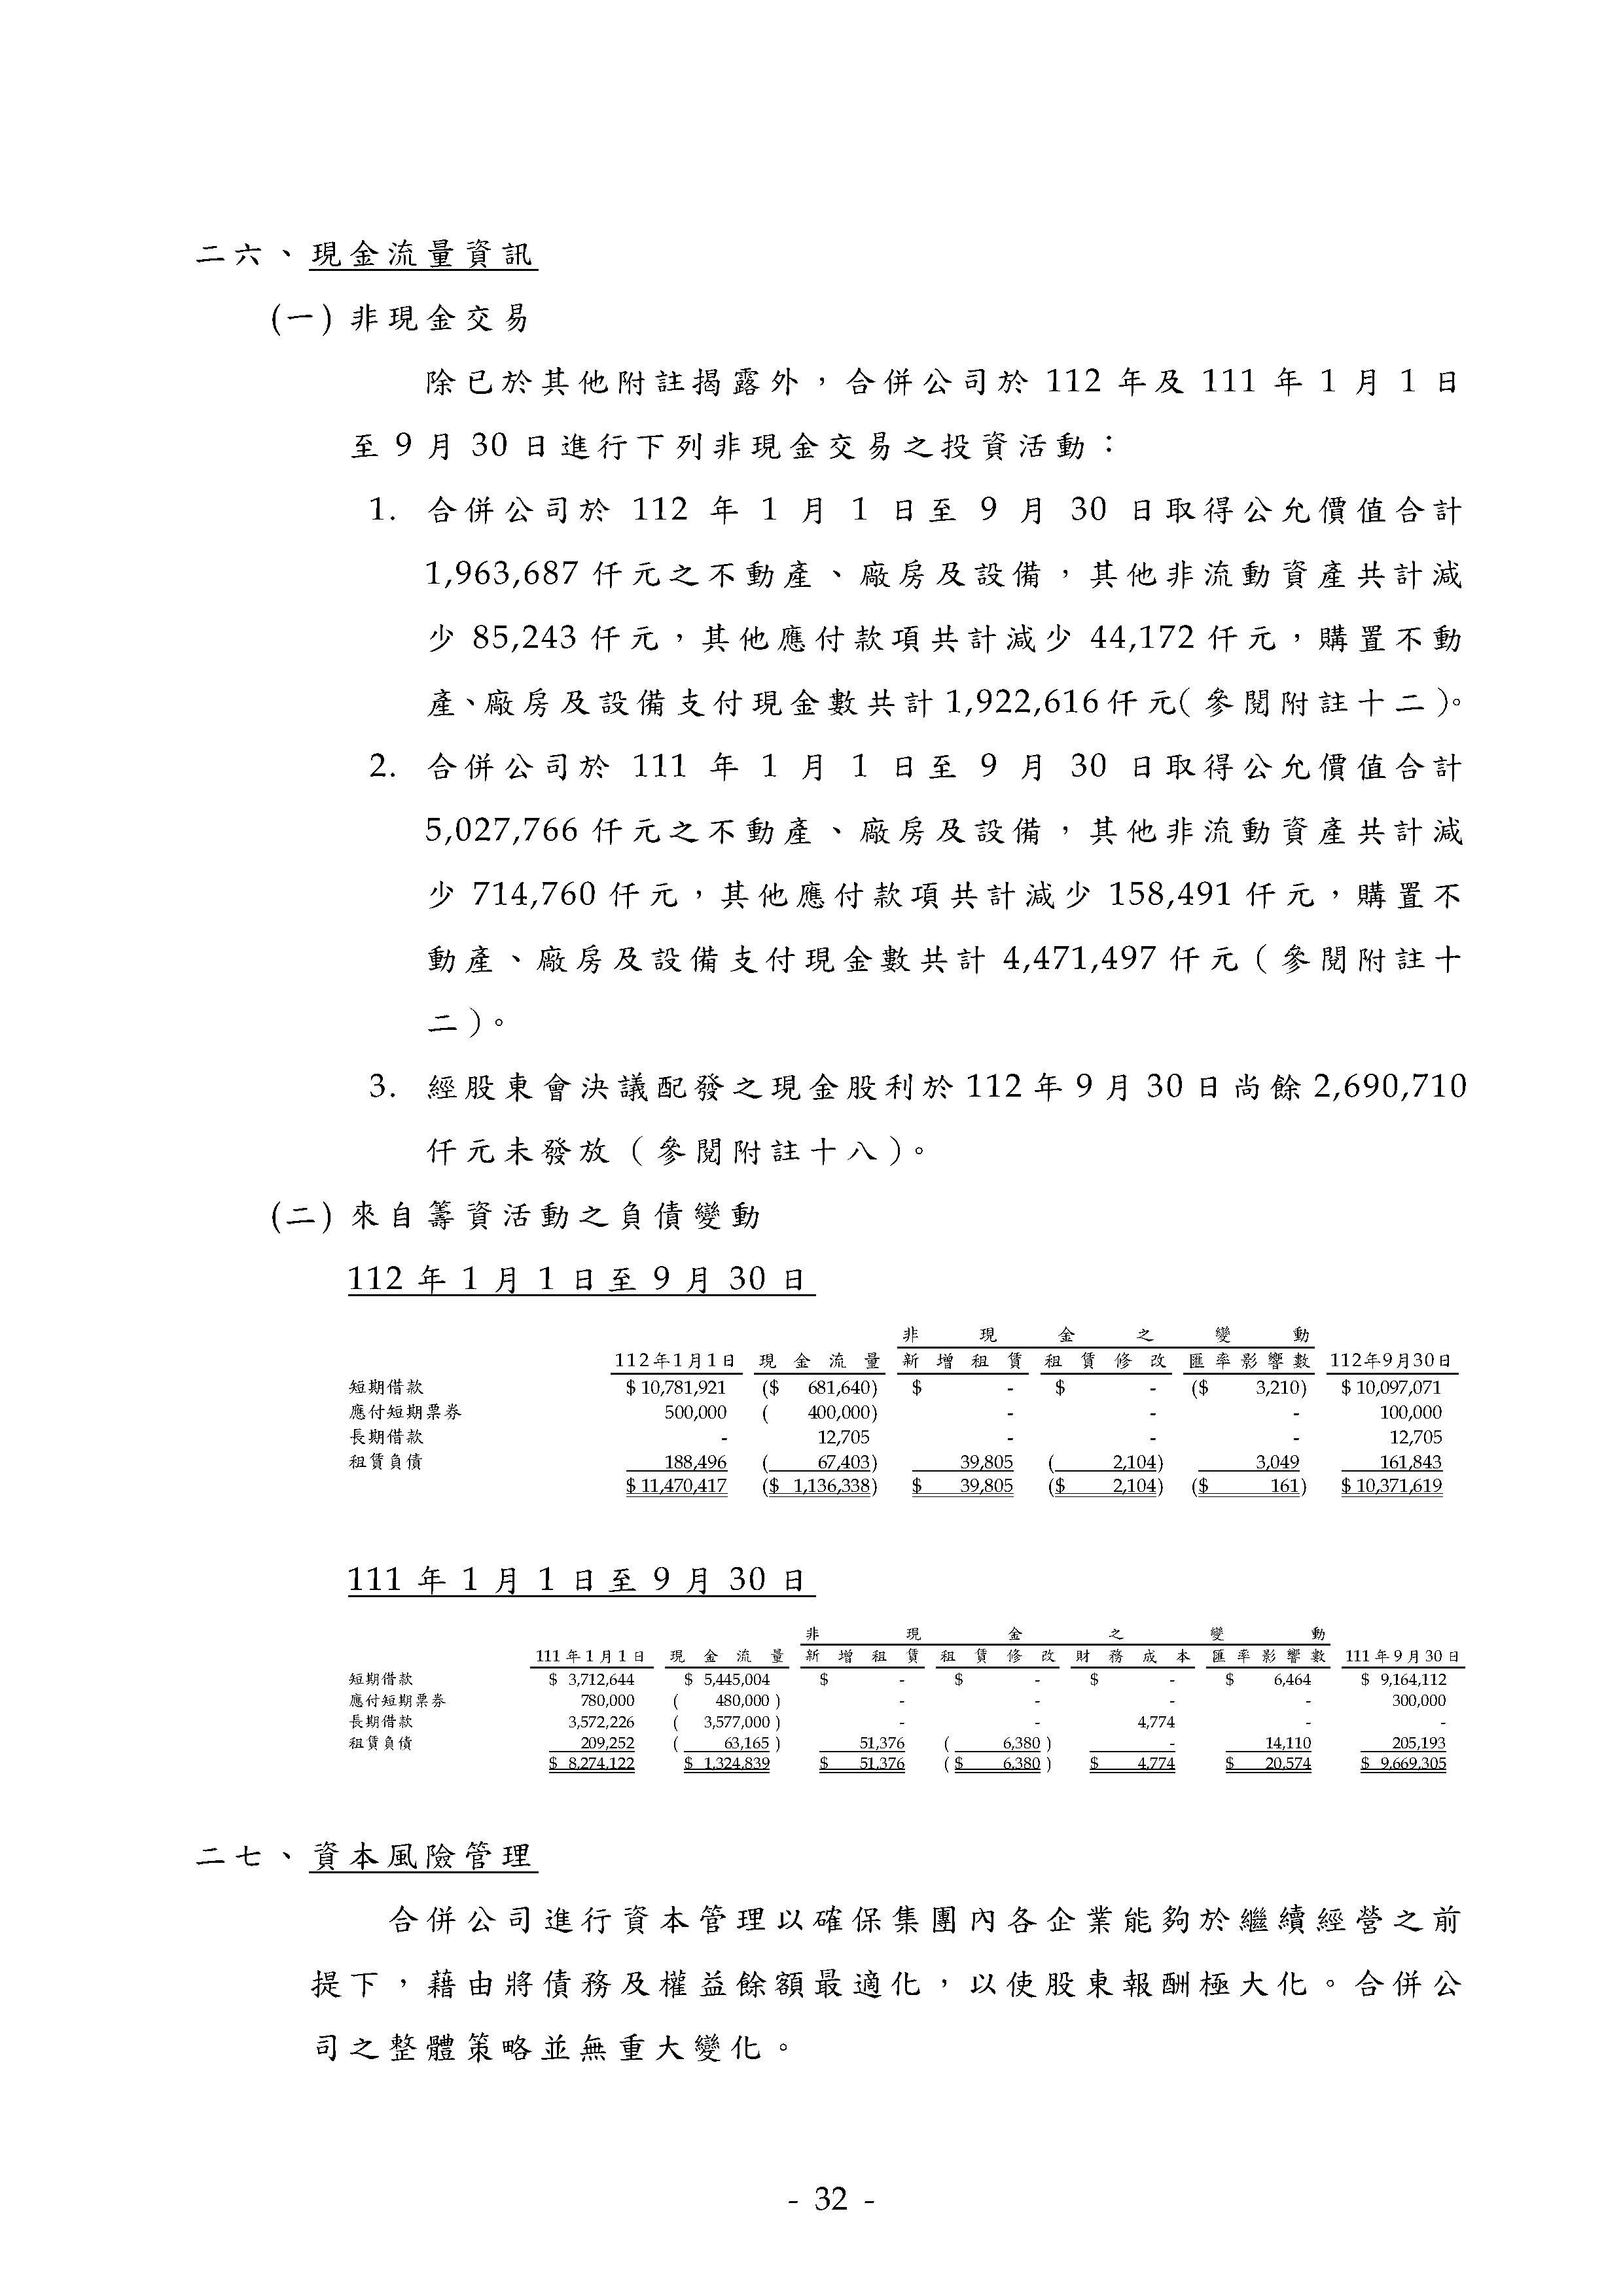 二六、現金流量資訊
(一) 非現金交易
除已於其他附註揭露外，合併公司於 112 年及 111 年 1 月 1 日
至 9 月 30 日進行下列非現金交易之投資活動：
1. 合併公司於 112 年 1 月 1 日至 9 月 30 日取得公允價值合計
1,963,687 仟元之不動產、廠房及設備，其他非流動資產共計減
少 85,243 仟元，其他應付款項共計減少 44,172 仟元，購置不動
產、廠房及設備支付現金數共計 1,922,616 仟元(參閱附註十二)。
2. 合併公司於 111 年 1 月 1 日至 9 月 30 日取得公允價值合計
5,027,766 仟元之不動產、廠房及設備，其他非流動資產共計減
少 714,760 仟元，其他應付款項共計減少 158,491 仟元，購置不
動產、廠房及設備支付現金數共計 4,471,497 仟元(參閱附註十
二)。
3. 經股東會決議配發之現金股利於 112 年 9 月 30 日尚餘 2,690,710
仟元未發放(參閱附註十八)。
(二) 來自籌資活動之負債變動
112 年 1 月 1 日至 9 月 30 日
非現金之變動
112年1月1日 現金流量 新增租賃 租賃修改 匯率影響數 112年9月30日
短期借款 $ 10,781,921 ($ 681,640) $ - $ - ($ 3,210) $ 10,097,071
應付短期票券 500,000 ( 400,000) - - - 100,000
長期借款 - 12,705 - - - 12,705
租賃負債 188,496 ( 67,403) 39,805 ( 2,104) 3,049 161,843
$ 11,470,417 ($ 1,136,338) $ 39,805 ($ 2,104) ($ 161) $ 10,371,619
111 年 1 月 1 日至 9 月 30 日
非現金之變動
111年1月1日 現金流量 新增租賃 租賃修改 財務成本 匯率影響數 111年9月30日
短期借款 $ 3,712,644 $ 5,445,004 $ - $ - $ - $ 6,464 $ 9,164,112
應付短期票券 780,000 ( 480,000 ) - - - - 300,000
長期借款 3,572,226 ( 3,577,000 ) - - 4,774 - -
租賃負債 209,252 ( 63,165 ) 51,376 ( 6,380 ) - 14,110 205,193
$ 8,274,122 $ 1,324,839 $ 51,376 ( $ 6,380 ) $ 4,774 $ 20,574 $ 9,669,305
二七、資本風險管理
合併公司進行資本管理以確保集團內各企業能夠於繼續經營之前
提下，藉由將債務及權益餘額最適化，以使股東報酬極大化。合併公
司之整體策略並無重大變化。
- 32 -